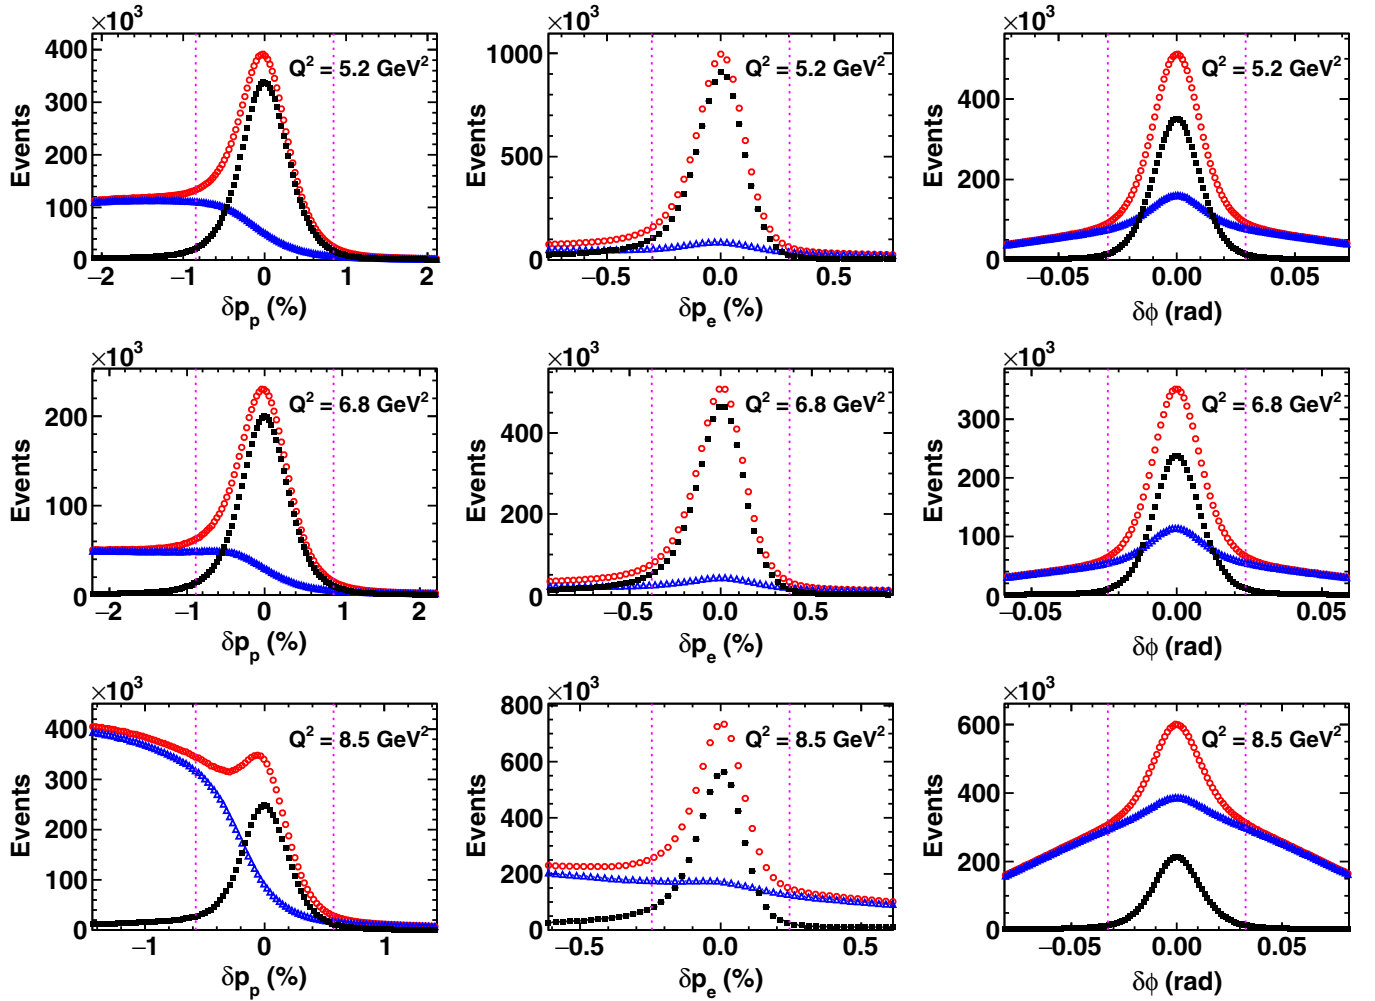 ×10³
Q² = 5.2 GeV²
Events
400
300
200
100
0
−2 −1 0 1 2
δp_p (%)
×10³
Q² = 5.2 GeV²
Events
1000
500
0
−0.5 0.0 0.5
δp_e (%)
×10³
Q² = 5.2 GeV²
Events
400
200
0
−0.05 0.00 0.05
δϕ (rad)
×10³
Q² = 6.8 GeV²
Events
200
100
0
−2 −1 0 1 2
δp_p (%)
×10³
Q² = 6.8 GeV²
Events
400
200
0
−0.5 0.0 0.5
δp_e (%)
×10³
Q² = 6.8 GeV²
Events
300
200
100
0
−0.05 0.00 0.05
δϕ (rad)
×10³
Q² = 8.5 GeV²
Events
400
300
200
100
0
−1 0 1
δp_p (%)
×10³
Q² = 8.5 GeV²
Events
800
600
400
200
0
−0.5 0.0 0.5
δp_e (%)
×10³
Q² = 8.5 GeV²
Events
600
400
200
0
−0.05 0.00 0.05
δϕ (rad)